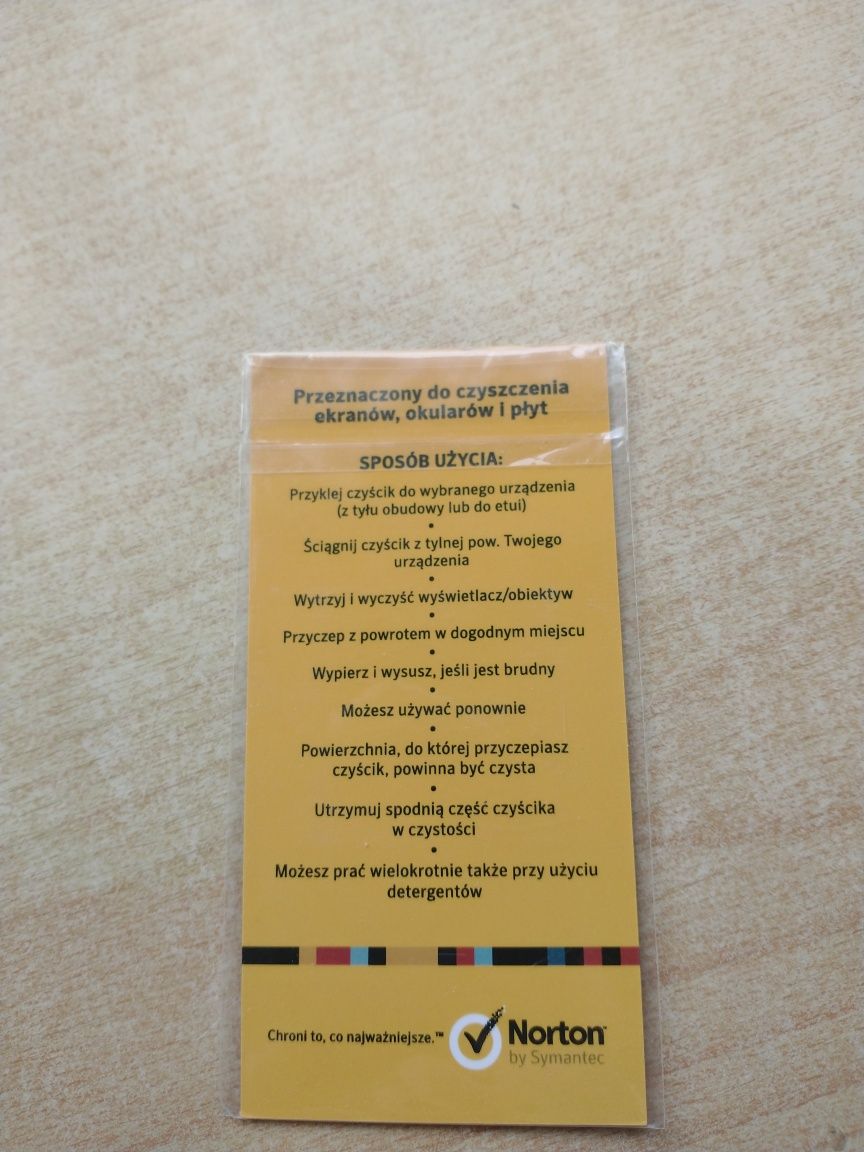 Przeznaczony do czyszczenia
ekranów, okularów i płyt
SPOSÓB UŻYCIA:
Przyklej czyścik do wybranego urządzenia
(z tyłu obudowy lub do etui)
•
Ściągnij czyścik z tylnej pow. Twojego
urządzenia
•
Wytrzyj i wyczyść wyświetlacz/obiektyw
•
Przyczep z powrotem w dogodnym miejscu
•
Wypierz i wysusz, jeśli jest brudny
•
Możesz używać ponownie
•
Powierzchnia, do której przyczepiasz
czyścik, powinna być czysta
•
Utrzymuj spodnią część czyścika
w czystości
•
Możesz prać wielokrotnie także przy użyciu
detergentów
Chroni to, co najważniejsze.™
Norton™
by Symantec